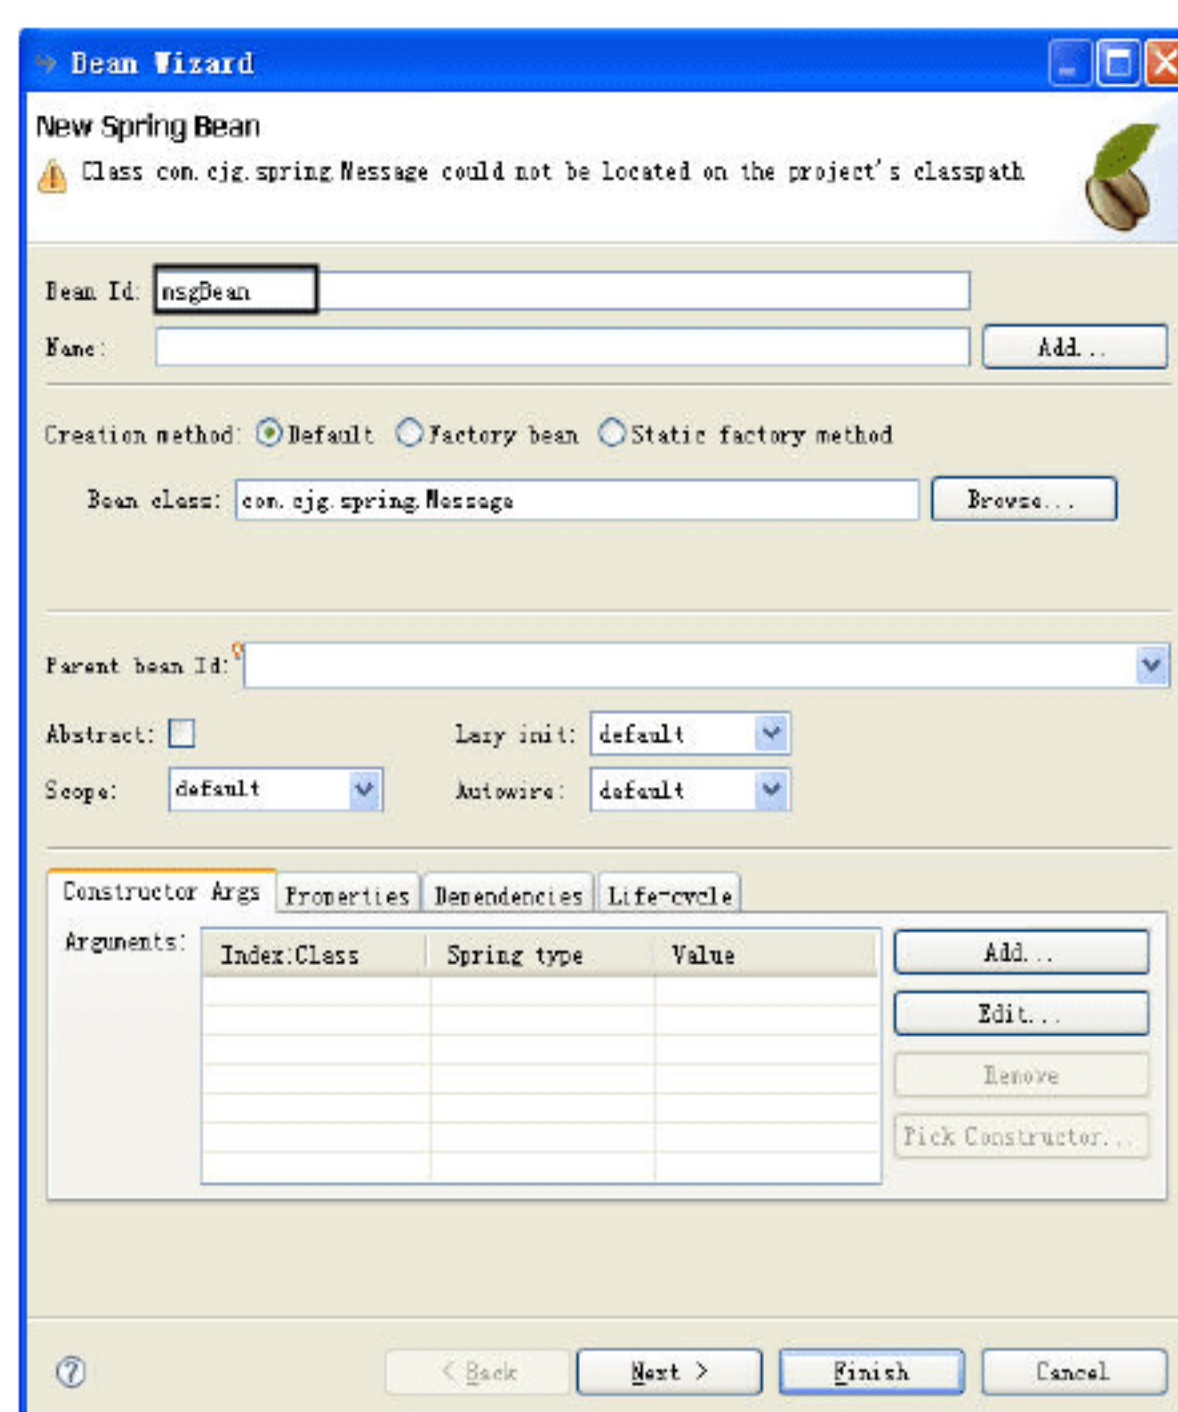 Bean Wizard
New Spring Bean
Class com.cjg.spring.Message could not be located on the project's classpath
Bean Id: msgBean
Name: Add...
Creation method: Default Factory bean Static factory method
Bean class: com.cjg.spring.Message Browse...
Parent bean Id:
Abstract: Lazy init: default
Scope: default Autowire: default
Constructor Args Properties Dependencies Life-cycle
Arguments: Index:Class Spring type Value Add...
Edit...
Remove
Pick Constructor...
< Back Next > Finish Cancel